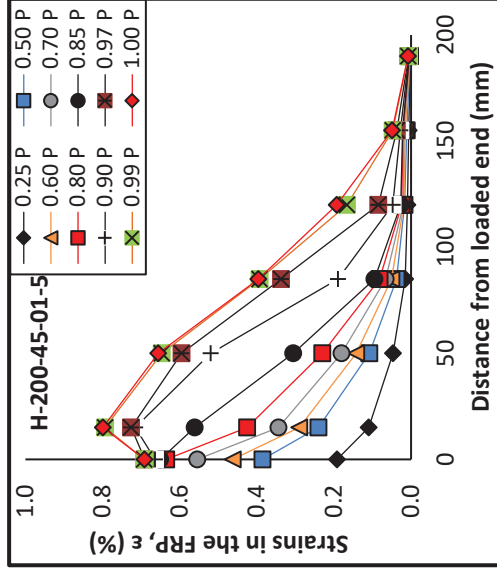 H-200-45-01-5
0.25 P
0.50 P
0.60 P
0.70 P
0.80 P
0.85 P
0.90 P
0.97 P
0.99 P
1.00 P
Strains in the FRP, ε (%)
1.0
0.8
0.6
0.4
0.2
0.0
0
50
100
150
200
Distance from loaded end (mm)